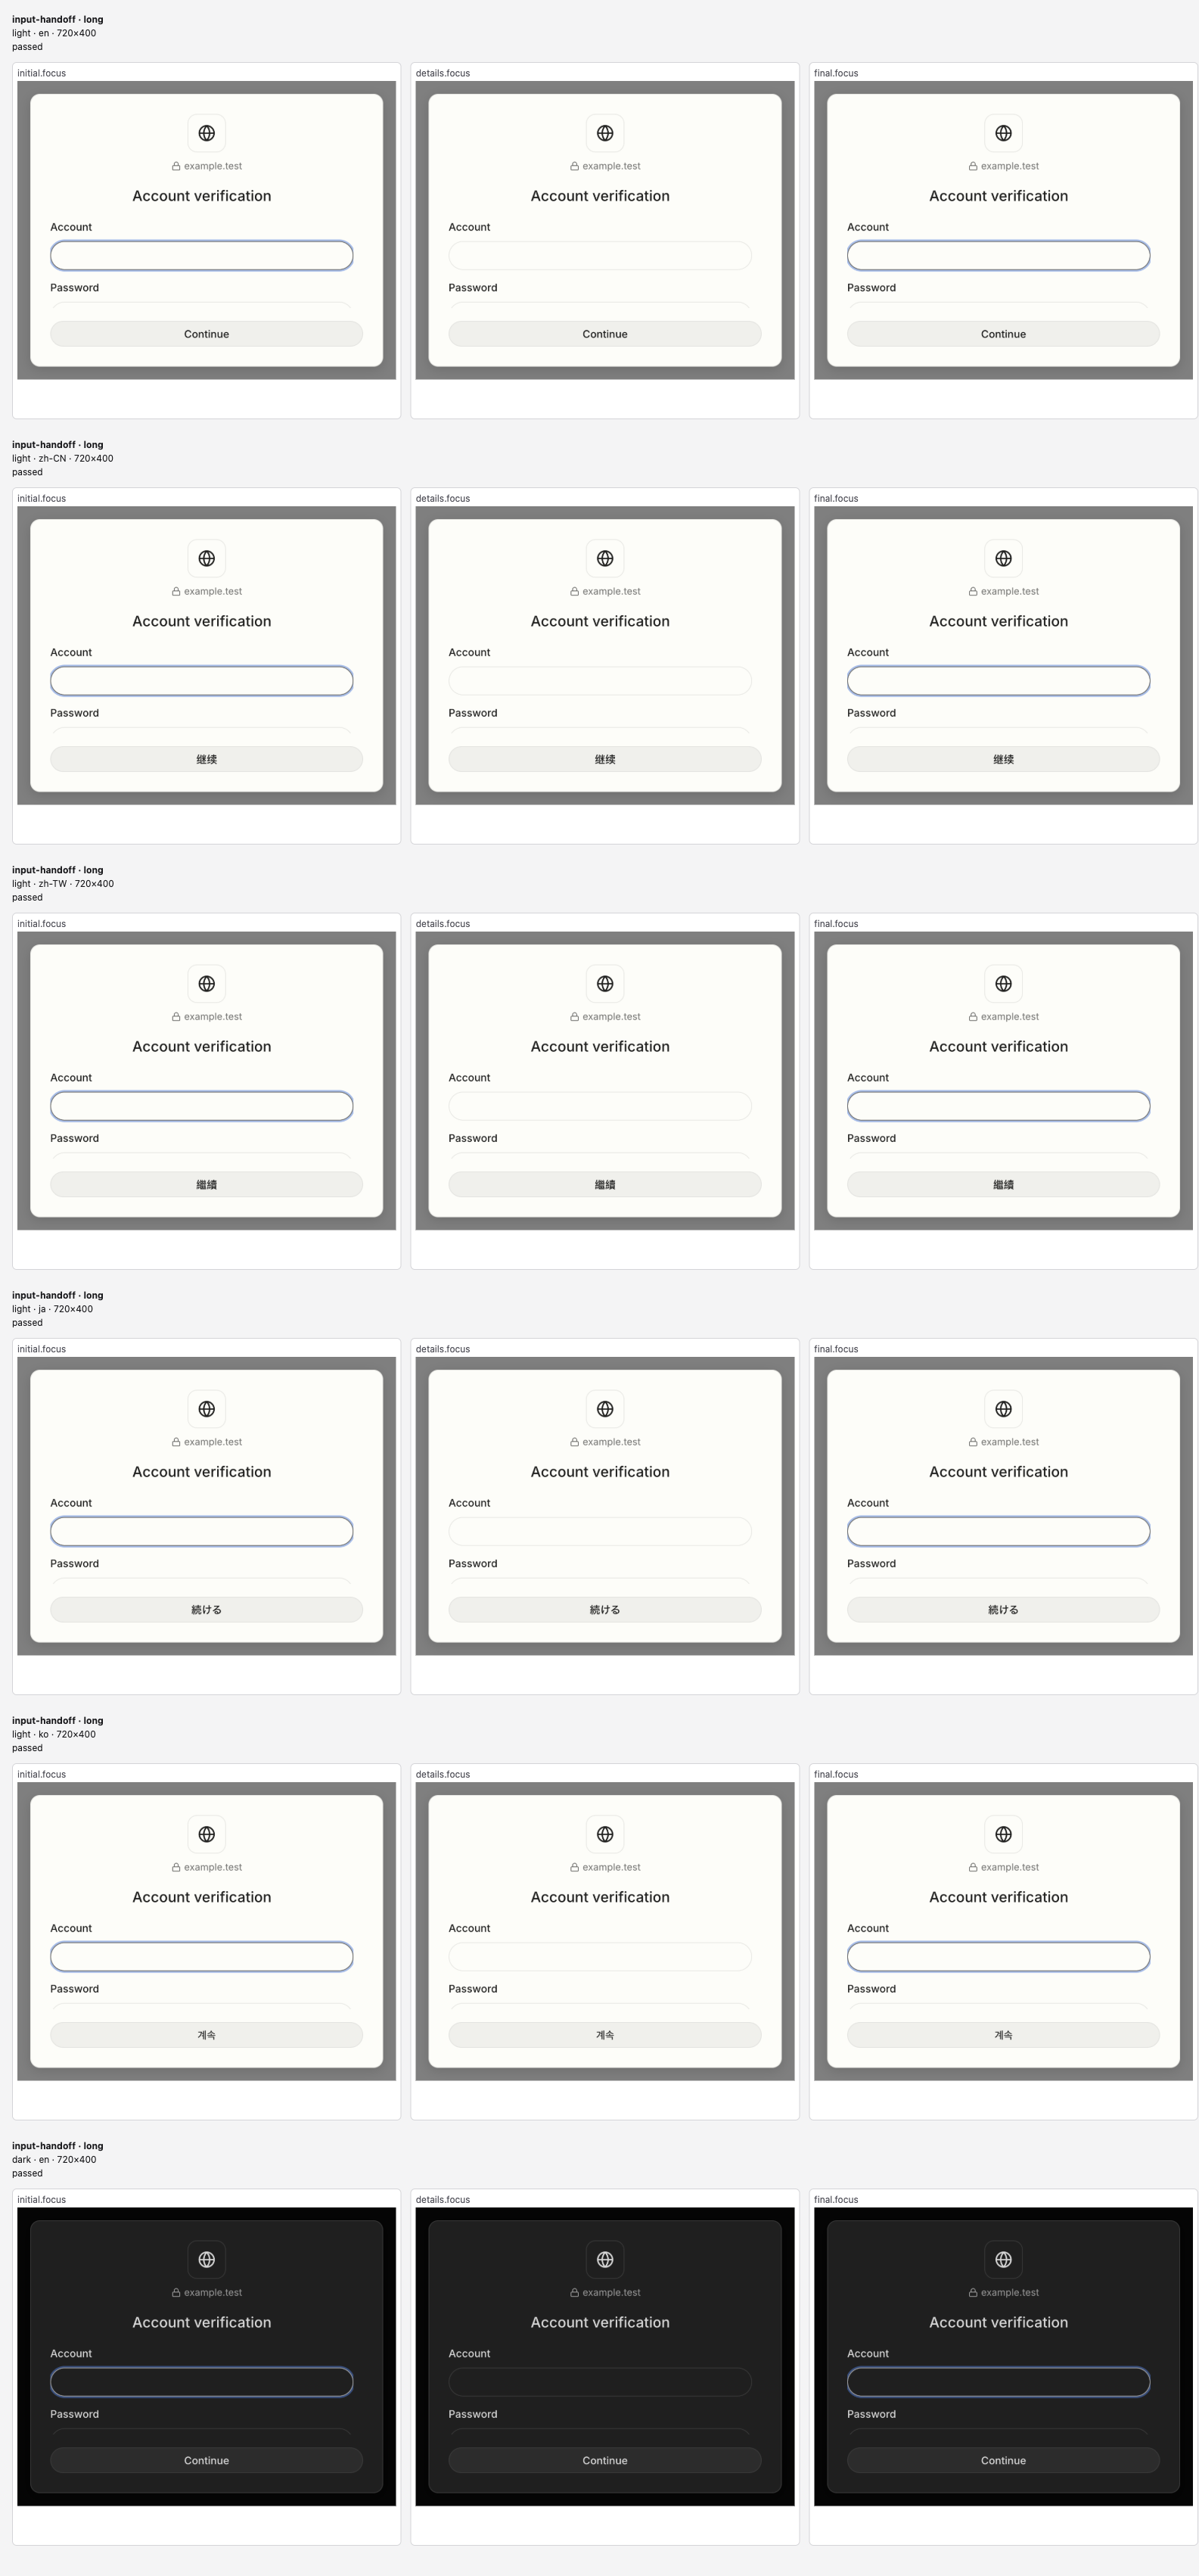 input-handoff · long
light · en · 720×400
passed
initial.focus
example.test
Account verification
Account
Password
Continue
details.focus
example.test
Account verification
Account
Password
Continue
final.focus
example.test
Account verification
Account
Password
Continue
input-handoff · long
light · zh-CN · 720×400
passed
initial.focus
example.test
Account verification
Account
Password
继续
details.focus
example.test
Account verification
Account
Password
继续
final.focus
example.test
Account verification
Account
Password
继续
input-handoff · long
light · zh-TW · 720×400
passed
initial.focus
example.test
Account verification
Account
Password
繼續
details.focus
example.test
Account verification
Account
Password
繼續
final.focus
example.test
Account verification
Account
Password
繼續
input-handoff · long
light · ja · 720×400
passed
initial.focus
example.test
Account verification
Account
Password
続ける
details.focus
example.test
Account verification
Account
Password
続ける
final.focus
example.test
Account verification
Account
Password
続ける
input-handoff · long
light · ko · 720×400
passed
initial.focus
example.test
Account verification
Account
Password
계속
details.focus
example.test
Account verification
Account
Password
계속
final.focus
example.test
Account verification
Account
Password
계속
input-handoff · long
dark · en · 720×400
passed
initial.focus
example.test
Account verification
Account
Password
Continue
details.focus
example.test
Account verification
Account
Password
Continue
final.focus
example.test
Account verification
Account
Password
Continue